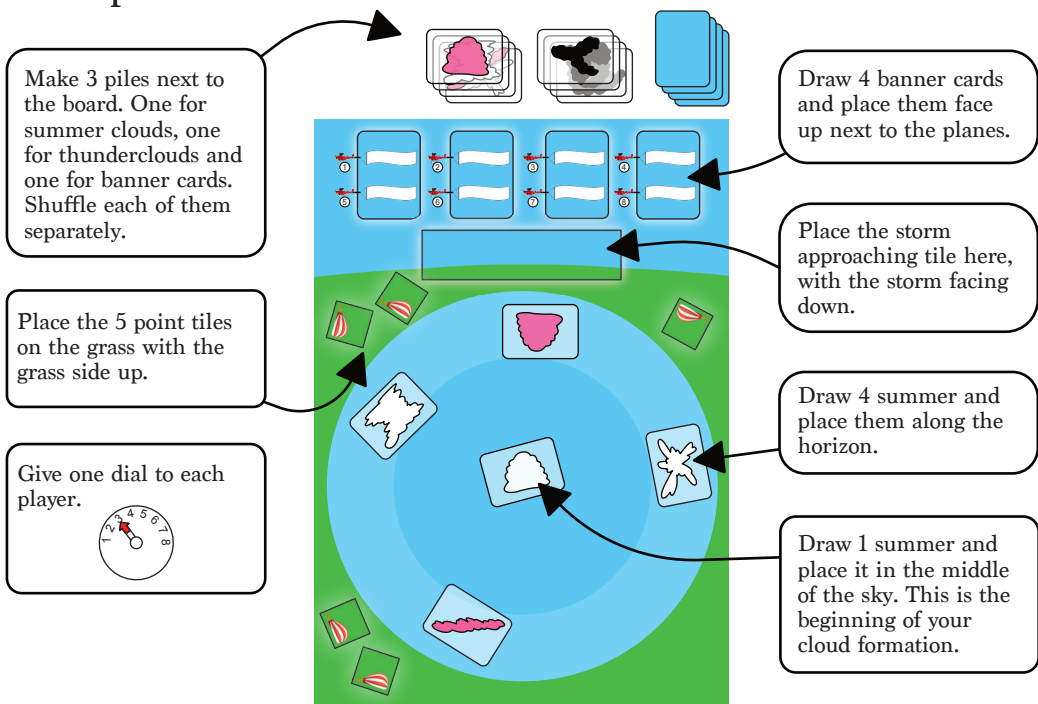 Make 3 piles next to
the board. One for
summer clouds, one
for thunderclouds and
one for banner cards.
Shuffle each of them
separately.
Draw 4 banner cards
and place them face
up next to the planes.
1 2 3 4
5 6 7 8
Place the storm
approaching tile here,
with the storm facing
down.
Place the 5 point tiles
on the grass with the
grass side up.
Draw 4 summer and
place them along the
horizon.
Give one dial to each
player.
1 2 3 4 5 6 7 8
Draw 1 summer and
place it in the middle
of the sky. This is the
beginning of your
cloud formation.